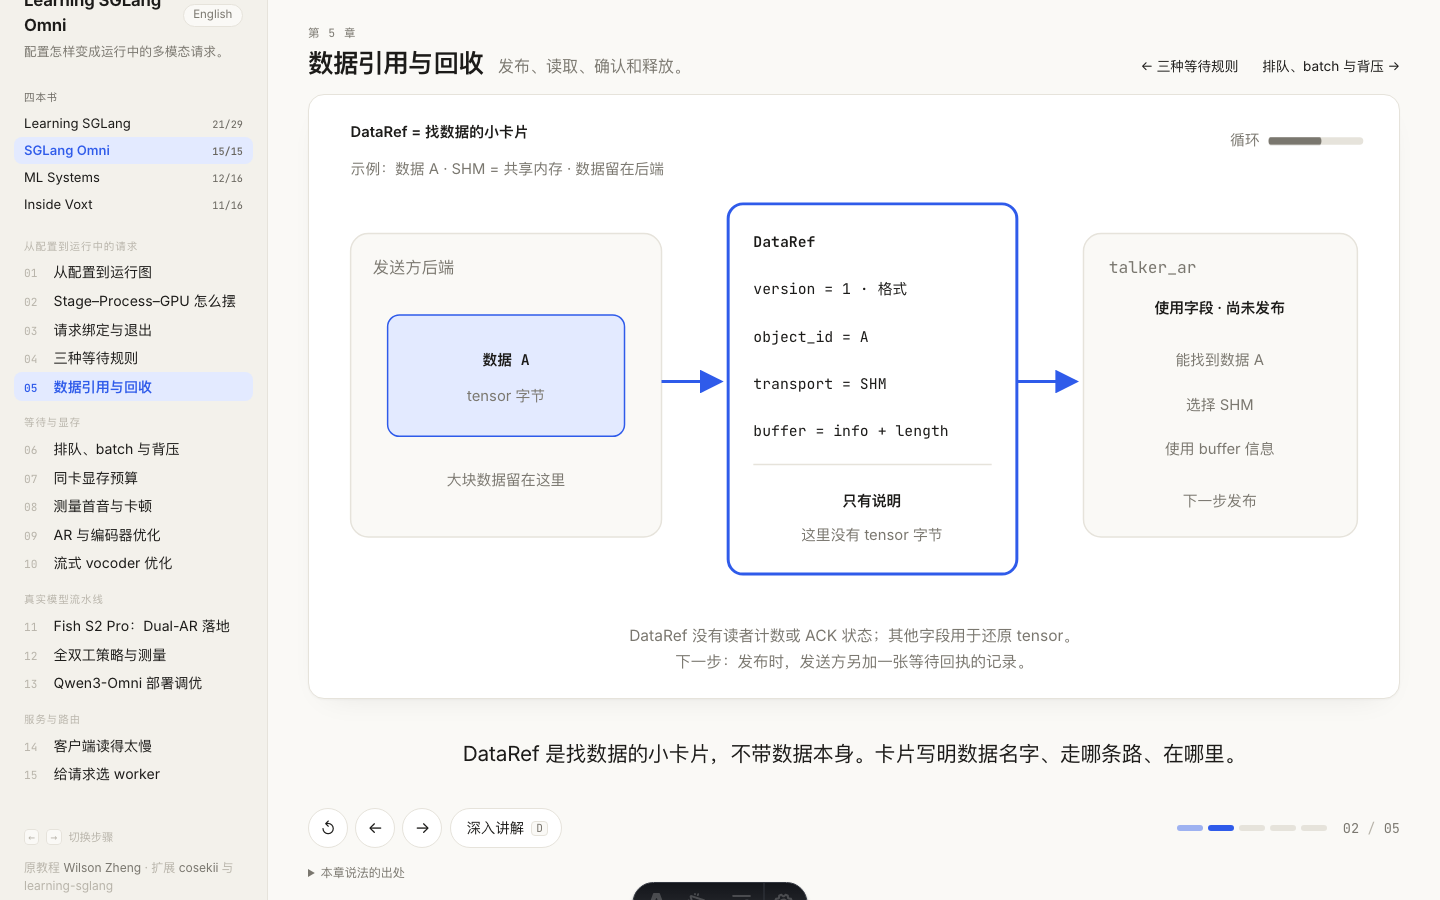 Learning SGLang
Omni
English
配置怎样变成运行中的多模态请求。
四本书
Learning SGLang 21/29
SGLang Omni 15/15
ML Systems 12/16
Inside Voxt 11/16
从配置到运行中的请求
01 从配置到运行图
02 Stage–Process–GPU 怎么摆
03 请求绑定与退出
04 三种等待规则
05 数据引用与回收
等待与显存
06 排队、batch 与背压
07 同卡显存预算
08 测量首音与卡顿
09 AR 与编码器优化
10 流式 vocoder 优化
真实模型流水线
11 Fish S2 Pro：Dual-AR 落地
12 全双工策略与测量
13 Qwen3-Omni 部署调优
服务与路由
14 客户端读得太慢
15 给请求选 worker
← → 切换步骤
原教程 Wilson Zheng · 扩展 cosekii 与
learning-sglang
第 5 章
数据引用与回收 发布、读取、确认和释放。
← 三种等待规则 排队、batch 与背压 →
DataRef = 找数据的小卡片
循环
示例：数据 A · SHM = 共享内存 · 数据留在后端
发送方后端
数据 A
tensor 字节
大块数据留在这里
DataRef
version = 1 · 格式
object_id = A
transport = SHM
buffer = info + length
只有说明
这里没有 tensor 字节
talker_ar
使用字段 · 尚未发布
能找到数据 A
选择 SHM
使用 buffer 信息
下一步发布
DataRef 没有读者计数或 ACK 状态；其他字段用于还原 tensor。
下一步：发布时，发送方另加一张等待回执的记录。
DataRef 是找数据的小卡片，不带数据本身。卡片写明数据名字、走哪条路、在哪里。
← → 深入讲解 D
02 / 05
▶ 本章说法的出处